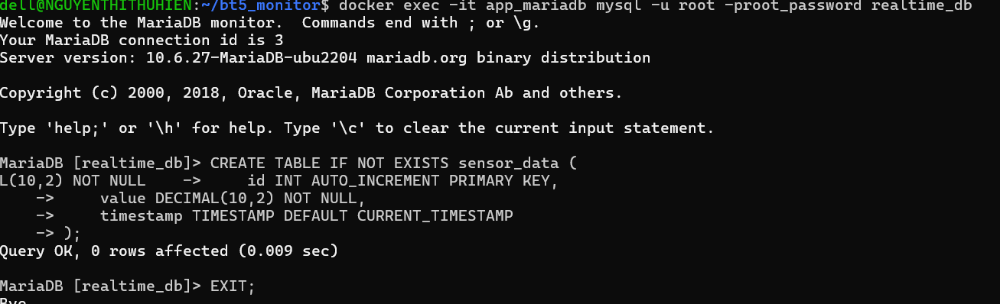 dell@NGUYENTHITHUHIEN:~/bt5_monitor$ docker exec -it app_mariadb mysql -u root -proot_password realtime_db
Welcome to the MariaDB monitor.  Commands end with ; or \g.
Your MariaDB connection id is 3
Server version: 10.6.27-MariaDB-ubu2204 mariadb.org binary distribution

Copyright (c) 2000, 2018, Oracle, MariaDB Corporation Ab and others.

Type 'help;' or '\h' for help. Type '\c' to clear the current input statement.

MariaDB [realtime_db]> CREATE TABLE IF NOT EXISTS sensor_data (
L(10,2) NOT NULL    ->     id INT AUTO_INCREMENT PRIMARY KEY,
    ->     value DECIMAL(10,2) NOT NULL,
    ->     timestamp TIMESTAMP DEFAULT CURRENT_TIMESTAMP
    -> );
Query OK, 0 rows affected (0.009 sec)

MariaDB [realtime_db]> EXIT;
Bye